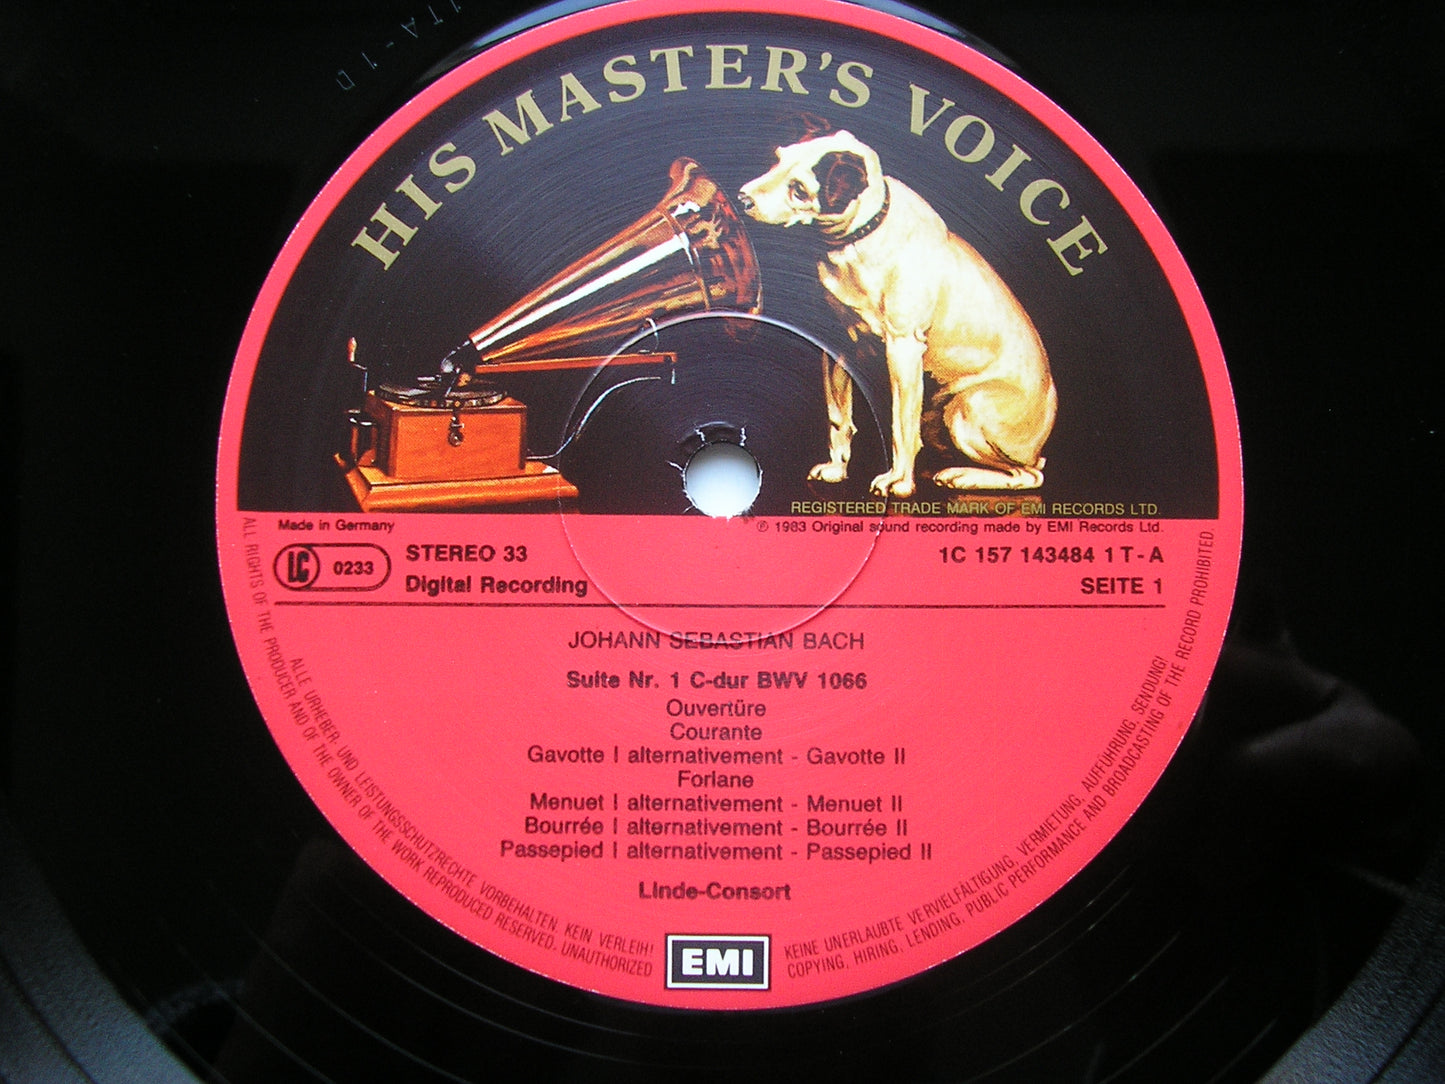 1TA-1 D
HIS MASTER'S VOICE
REGISTERED TRADE MARK OF EMI RECORDS LTD.
Made in Germany
℗ 1983 Original sound recording made by EMI Records Ltd.
LC 0233
STEREO 33
1C 157 143484 1 T-A
Digital Recording
SEITE 1
JOHANN SEBASTIAN BACH
Suite Nr. 1 C-dur BWV 1066
Ouvertüre
Courante
Gavotte I alternativement - Gavotte II
Forlane
Menuet I alternativement - Menuet II
Bourrée I alternativement - Bourrée II
Passepied I alternativement - Passepied II
Linde-Consort
EMI
ALLE URHEBER- UND LEISTUNGSSCHUTZRECHTE VORBEHALTEN. KEIN VERLEIH! KEINE UNERLAUBTE VERVIELFÄLTIGUNG, VERMIETUNG, AUFFÜHRUNG, SENDUNG!
ALL RIGHTS OF THE PRODUCER AND OF THE OWNER OF THE WORK REPRODUCED RESERVED. UNAUTHORIZED COPYING, HIRING, LENDING, PUBLIC PERFORMANCE AND BROADCASTING OF THE RECORD PROHIBITED.